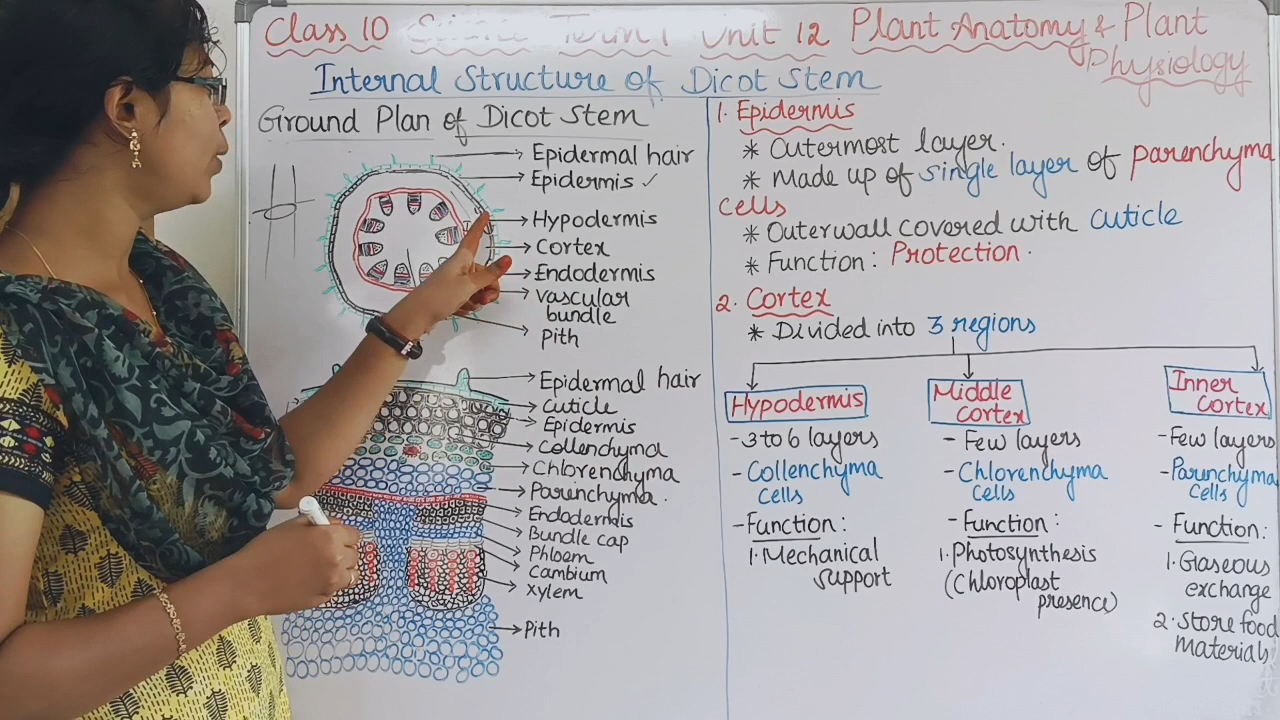 Class 10 Science Term 1 Unit 12 Plant Anatomy & Plant
Physiology
Internal Structure of Dicot Stem
Ground Plan of Dicot Stem
Epidermal hair
Epidermis ✓
Hypodermis
Cortex
Endodermis
Vascular
bundle
Pith
Epidermal hair
Cuticle
Epidermis
Collenchyma
Chlorenchyma
Parenchyma.
Endodermis
Bundle cap
Phloem
Cambium
Xylem
Pith
1. Epidermis
* Outermost layer.
* Made up of single layer of parenchyma
cells
* Outerwall covered with cuticle
* Function: Protection.
2. Cortex
* Divided into 3 regions
Hypodermis
- 3 to 6 layers
- Collenchyma
cells
- Function:
1. Mechanical
support
Middle
cortex
- Few layers
- Chlorenchyma
cells
- Function:
1. Photosynthesis
(Chloroplast
presence)
Inner
cortex
- Few layers
- Parenchyma
cells
- Function:
1. Graseous
exchange
2. Store food
materials